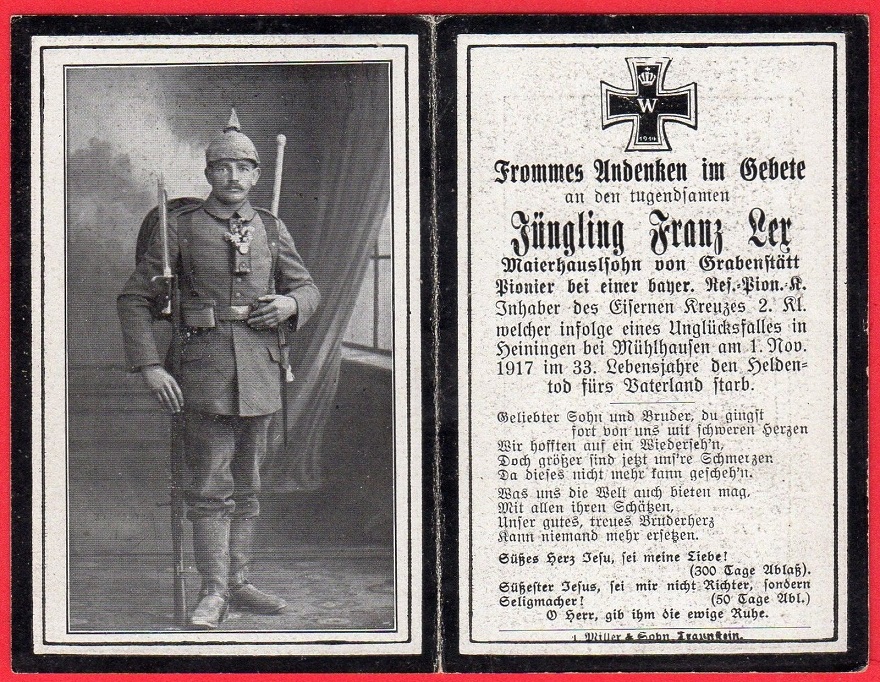 W
1914
Frommes Andenken im Gebete
an den tugendsamen
Jüngling Franz Lex
Maierhauslsohn von Grabenstätt
Pionier bei einer bayer. Res.-Pion.-K.
Inhaber des Eisernen Kreuzes 2. Kl.
welcher infolge eines Unglücksfalles in
Heiningen bei Mühlhausen am 1. Nov.
1917 im 33. Lebensjahre den Helden-
tod fürs Vaterland starb.
Geliebter Sohn und Bruder, du gingst
fort von uns mit schweren Herzen
Wir hofften auf ein Wiederseh'n,
Doch größer sind jetzt uns're Schmerzen
Da dieses nicht mehr kann gescheh'n.
Was uns die Welt auch bieten mag,
Mit allen ihren Schätzen,
Unser gutes, treues Bruderherz
Kann niemand mehr ersetzen.
Süßes Herz Jesu, sei meine Liebe!
(300 Tage Ablaß).
Süßester Jesus, sei mir nicht Richter, sondern
Seligmacher! (50 Tage Abl.)
O Herr, gib ihm die ewige Ruhe.
Miller & Sohn Traunstein.